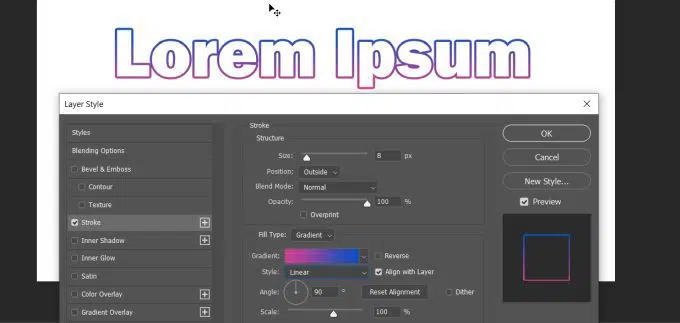 Lorem Ipsum
Layer Style
Styles
Blending Options
Bevel & Emboss
Contour
Texture
Stroke
Inner Shadow
Inner Glow
Satin
Color Overlay
Gradient Overlay
Stroke
Structure
Size: 8 px
Position: Outside
Blend Mode: Normal
Opacity: 100 %
Overprint
Fill Type: Gradient
Gradient: Reverse
Style: Linear Align with Layer
Angle: 90 ° Reset Alignment Dither
Scale: 100 %
OK
Cancel
New Style...
Preview